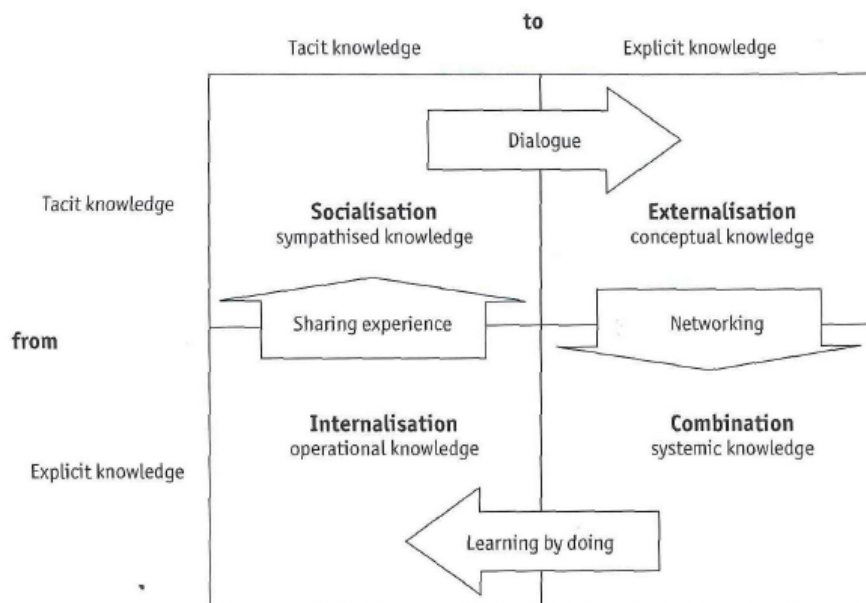 to
Tacit knowledge
Explicit knowledge
Dialogue
Tacit knowledge
Socialisation
sympathised knowledge
Externalisation
conceptual knowledge
Sharing experience
Networking
from
Internalisation
operational knowledge
Combination
systemic knowledge
Explicit knowledge
Learning by doing